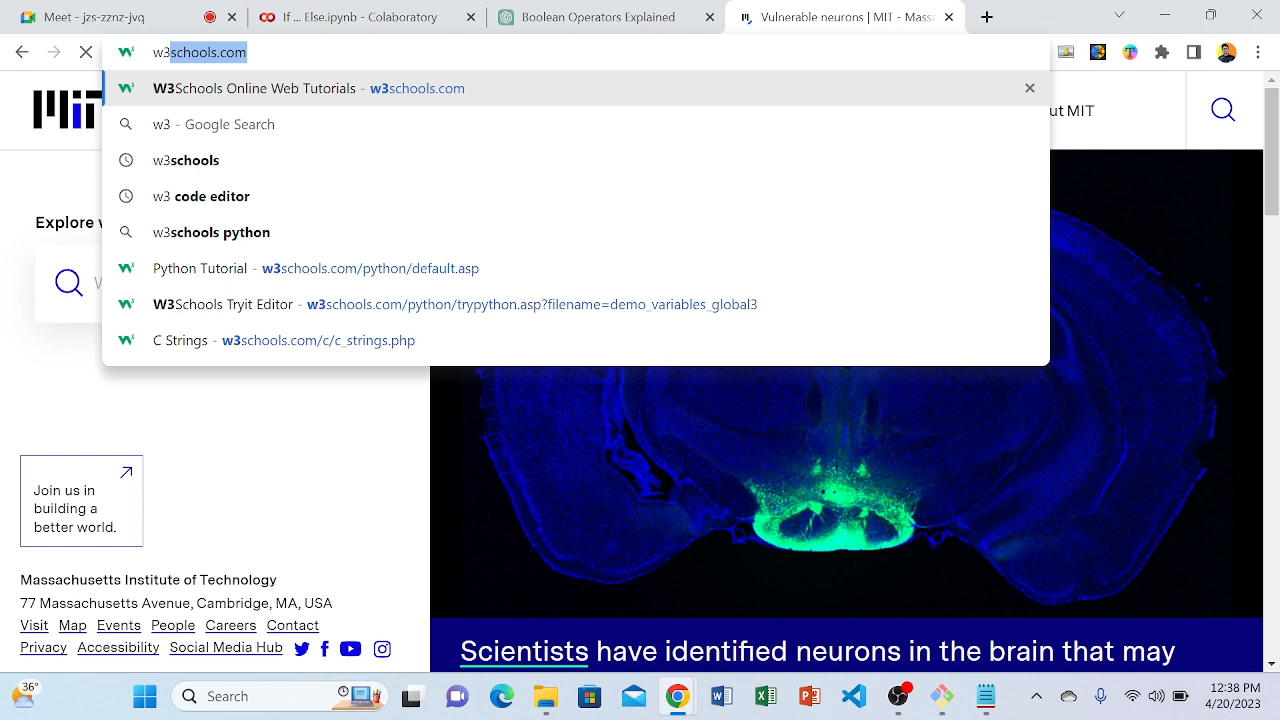 Meet - jsz-zznz-jvq
If ... Else.ipynb - Colaboratory
Boolean Operators Explained
Vulnerable neurons | MIT - Mass
w3schools.com
W3Schools Online Web Tutorials - w3schools.com
w3 - Google Search
w3schools
w3 code editor
w3schools python
Python Tutorial - w3schools.com/python/default.asp
W3Schools Tryit Editor - w3schools.com/python/trypython.asp?filename=demo_variables_global3
C Strings - w3schools.com/c/c_strings.php
MIT
ut MIT
Explore w
W
Join us in
building a
better world.
Massachusetts Institute of Technology
77 Massachusetts Avenue, Cambridge, MA, USA
Visit Map Events People Careers Contact
Privacy Accessibility Social Media Hub
Scientists have identified neurons in the brain that may
36°
Search
12:38 PM
4/20/2023